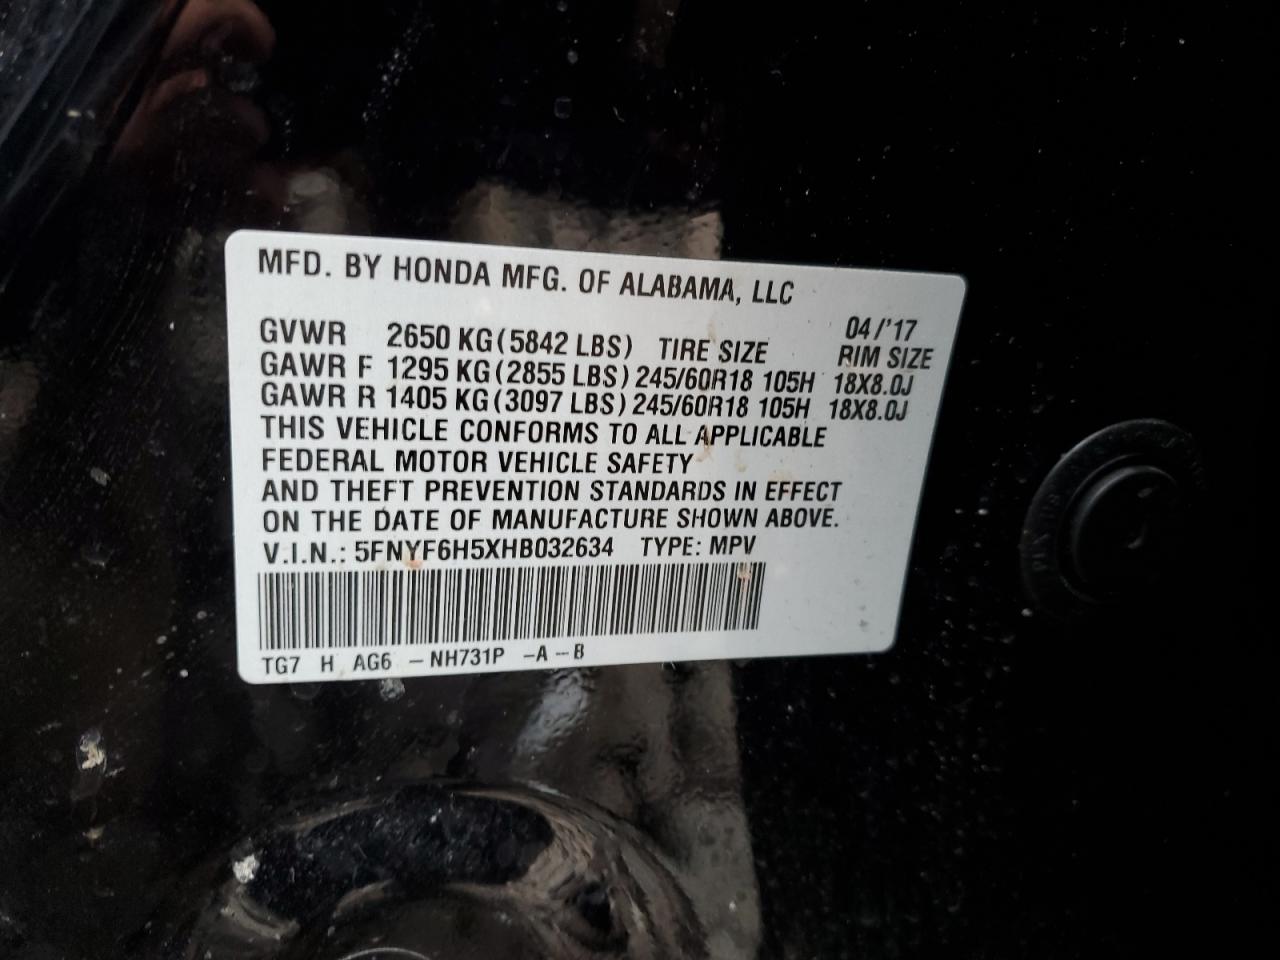 MFD. BY HONDA MFG. OF ALABAMA, LLC
04/'17
GVWR 2650 KG(5842 LBS) TIRE SIZE RIM SIZE
GAWR F 1295 KG(2855 LBS) 245/60R18 105H 18X8.0J
GAWR R 1405 KG(3097 LBS) 245/60R18 105H 18X8.0J
THIS VEHICLE CONFORMS TO ALL APPLICABLE
FEDERAL MOTOR VEHICLE SAFETY
AND THEFT PREVENTION STANDARDS IN EFFECT
ON THE DATE OF MANUFACTURE SHOWN ABOVE.
V.I.N.: 5FNYF6H5XHB032634 TYPE: MPV
TG7 H AG6 -NH731P -A--B